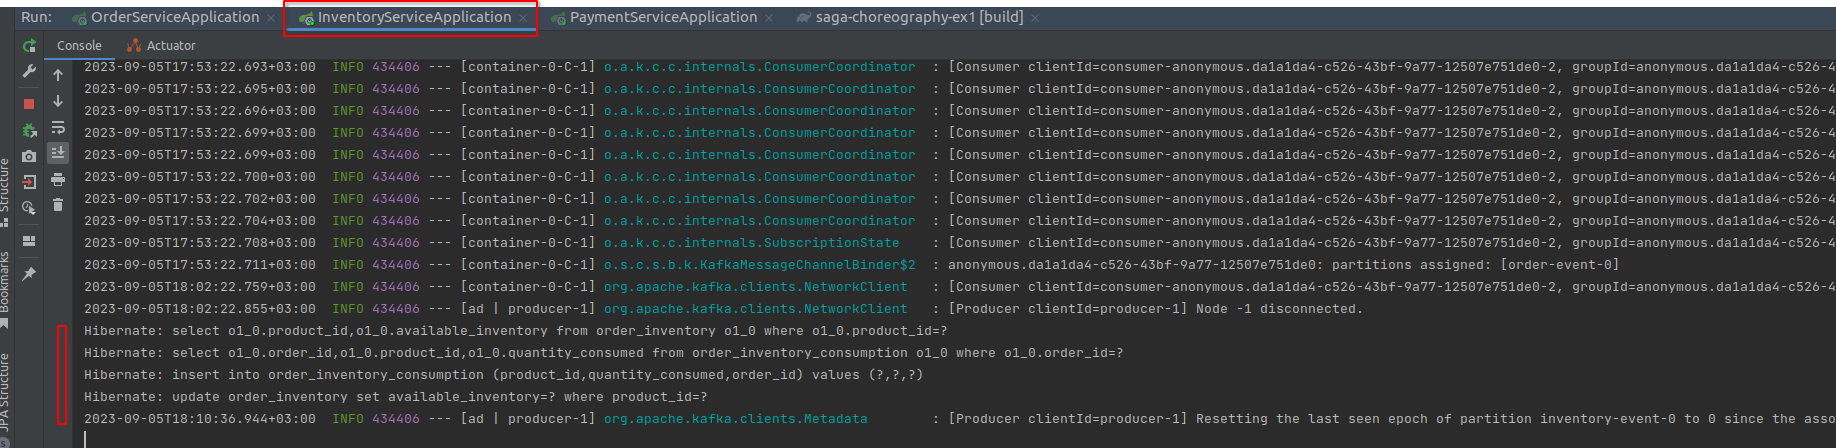 Run: OrderServiceApplication × InventoryServiceApplication × PaymentServiceApplication × saga-choreography-ex1 [build] ×
Console Actuator
2023-09-05T17:53:22.693+03:00  INFO 434406 --- [container-0-C-1] o.a.k.c.c.internals.ConsumerCoordinator  : [Consumer clientId=consumer-anonymous.da1a1da4-c526-43bf-9a77-12507e751de0-2, groupId=anonymous.da1a1da4-c526-4
2023-09-05T17:53:22.695+03:00  INFO 434406 --- [container-0-C-1] o.a.k.c.c.internals.ConsumerCoordinator  : [Consumer clientId=consumer-anonymous.da1a1da4-c526-43bf-9a77-12507e751de0-2, groupId=anonymous.da1a1da4-c526-4
2023-09-05T17:53:22.696+03:00  INFO 434406 --- [container-0-C-1] o.a.k.c.c.internals.ConsumerCoordinator  : [Consumer clientId=consumer-anonymous.da1a1da4-c526-43bf-9a77-12507e751de0-2, groupId=anonymous.da1a1da4-c526-4
2023-09-05T17:53:22.699+03:00  INFO 434406 --- [container-0-C-1] o.a.k.c.c.internals.ConsumerCoordinator  : [Consumer clientId=consumer-anonymous.da1a1da4-c526-43bf-9a77-12507e751de0-2, groupId=anonymous.da1a1da4-c526-4
2023-09-05T17:53:22.699+03:00  INFO 434406 --- [container-0-C-1] o.a.k.c.c.internals.ConsumerCoordinator  : [Consumer clientId=consumer-anonymous.da1a1da4-c526-43bf-9a77-12507e751de0-2, groupId=anonymous.da1a1da4-c526-4
2023-09-05T17:53:22.700+03:00  INFO 434406 --- [container-0-C-1] o.a.k.c.c.internals.ConsumerCoordinator  : [Consumer clientId=consumer-anonymous.da1a1da4-c526-43bf-9a77-12507e751de0-2, groupId=anonymous.da1a1da4-c526-4
2023-09-05T17:53:22.702+03:00  INFO 434406 --- [container-0-C-1] o.a.k.c.c.internals.ConsumerCoordinator  : [Consumer clientId=consumer-anonymous.da1a1da4-c526-43bf-9a77-12507e751de0-2, groupId=anonymous.da1a1da4-c526-4
2023-09-05T17:53:22.704+03:00  INFO 434406 --- [container-0-C-1] o.a.k.c.c.internals.ConsumerCoordinator  : [Consumer clientId=consumer-anonymous.da1a1da4-c526-43bf-9a77-12507e751de0-2, groupId=anonymous.da1a1da4-c526-4
2023-09-05T17:53:22.708+03:00  INFO 434406 --- [container-0-C-1] o.a.k.c.c.internals.SubscriptionState    : [Consumer clientId=consumer-anonymous.da1a1da4-c526-43bf-9a77-12507e751de0-2, groupId=anonymous.da1a1da4-c526-4
2023-09-05T17:53:22.711+03:00  INFO 434406 --- [container-0-C-1] o.s.c.s.b.k.KafkaMessageChannelBinder$2  : anonymous.da1a1da4-c526-43bf-9a77-12507e751de0: partitions assigned: [order-event-0]
2023-09-05T18:02:22.759+03:00  INFO 434406 --- [container-0-C-1] org.apache.kafka.clients.NetworkClient   : [Consumer clientId=consumer-anonymous.da1a1da4-c526-43bf-9a77-12507e751de0-2, groupId=anonymous.da1a1da4-c526-4
2023-09-05T18:02:22.855+03:00  INFO 434406 --- [ad | producer-1] org.apache.kafka.clients.NetworkClient   : [Producer clientId=producer-1] Node -1 disconnected.
Hibernate: select o1_0.product_id,o1_0.available_inventory from order_inventory o1_0 where o1_0.product_id=?
Hibernate: select o1_0.order_id,o1_0.product_id,o1_0.quantity_consumed from order_inventory_consumption o1_0 where o1_0.order_id=?
Hibernate: insert into order_inventory_consumption (product_id,quantity_consumed,order_id) values (?,?,?)
Hibernate: update order_inventory set available_inventory=? where product_id=?
2023-09-05T18:10:36.944+03:00  INFO 434406 --- [ad | producer-1] org.apache.kafka.clients.Metadata        : [Producer clientId=producer-1] Resetting the last seen epoch of partition inventory-event-0 to 0 since the asso
Structure
Bookmarks
JPA Structure